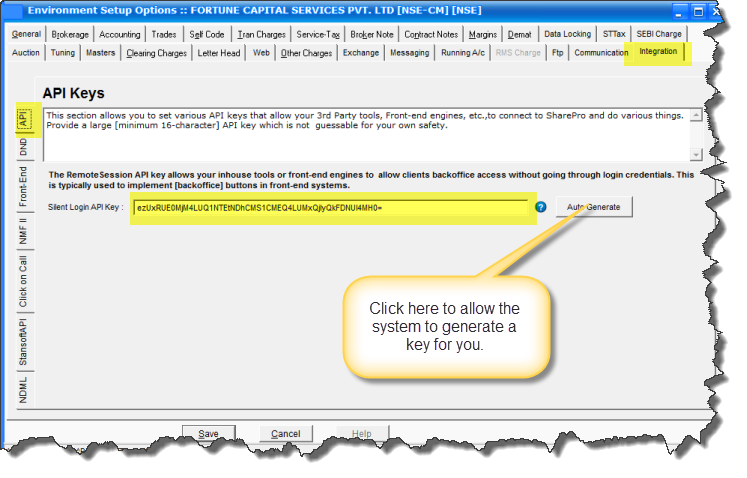 Environment Setup Options :: FORTUNE CAPITAL SERVICES PVT. LTD [NSE-CM] [NSE]
General Brokerage Accounting Trades Self Code Tran Charges Service-Tax Broker Note Contract Notes Margins Demat Data Locking STTax SEBI Charge
Auction Tuning Masters Clearing Charges Letter Head Web Other Charges Exchange Messaging Running A/c RMS Charge Ftp Communication Integration
API
DND
Front-End
NMF II
Click on Call
StansoftAPI
NDML
API Keys
This section allows you to set various API keys that allow your 3rd Party tools, Front-end engines, etc.,to connect to SharePro and do various things.
Provide a large [minimum 16-character] API key which is not guessable for your own safety.
The RemoteSession API key allows your inhouse tools or front-end engines to allow clients backoffice access without going through login credentials. This
is typically used to implement [backoffice] buttons in front-end systems.
Silent Login API Key :
? Auto Generate
Click here to allow the
system to generate a
key for you.
Save Cancel Help